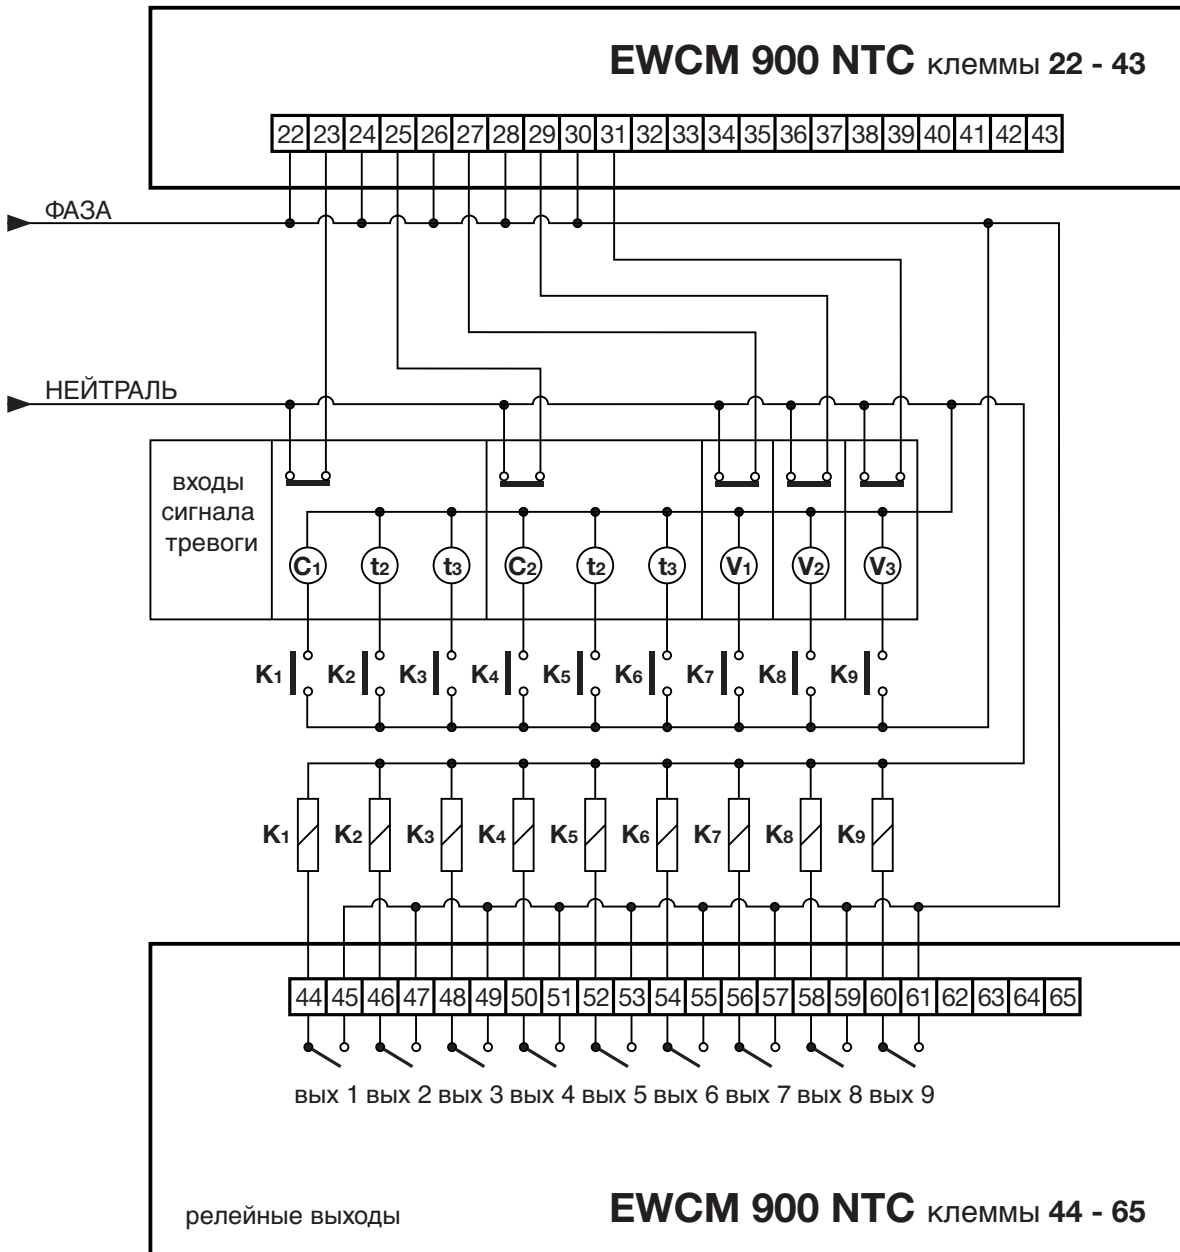 EWCM 900 NTC клеммы 22 - 43
22 23 24 25 26 27 28 29 30 31 32 33 34 35 36 37 38 39 40 41 42 43
ФАЗА
НЕЙТРАЛЬ
входы
сигнала
тревоги
C1 t2 t3 C2 t2 t3 V1 V2 V3
K1 K2 K3 K4 K5 K6 K7 K8 K9
K1 K2 K3 K4 K5 K6 K7 K8 K9
44 45 46 47 48 49 50 51 52 53 54 55 56 57 58 59 60 61 62 63 64 65
вых 1 вых 2 вых 3 вых 4 вых 5 вых 6 вых 7 вых 8 вых 9
релейные выходы
EWCM 900 NTC клеммы 44 - 65